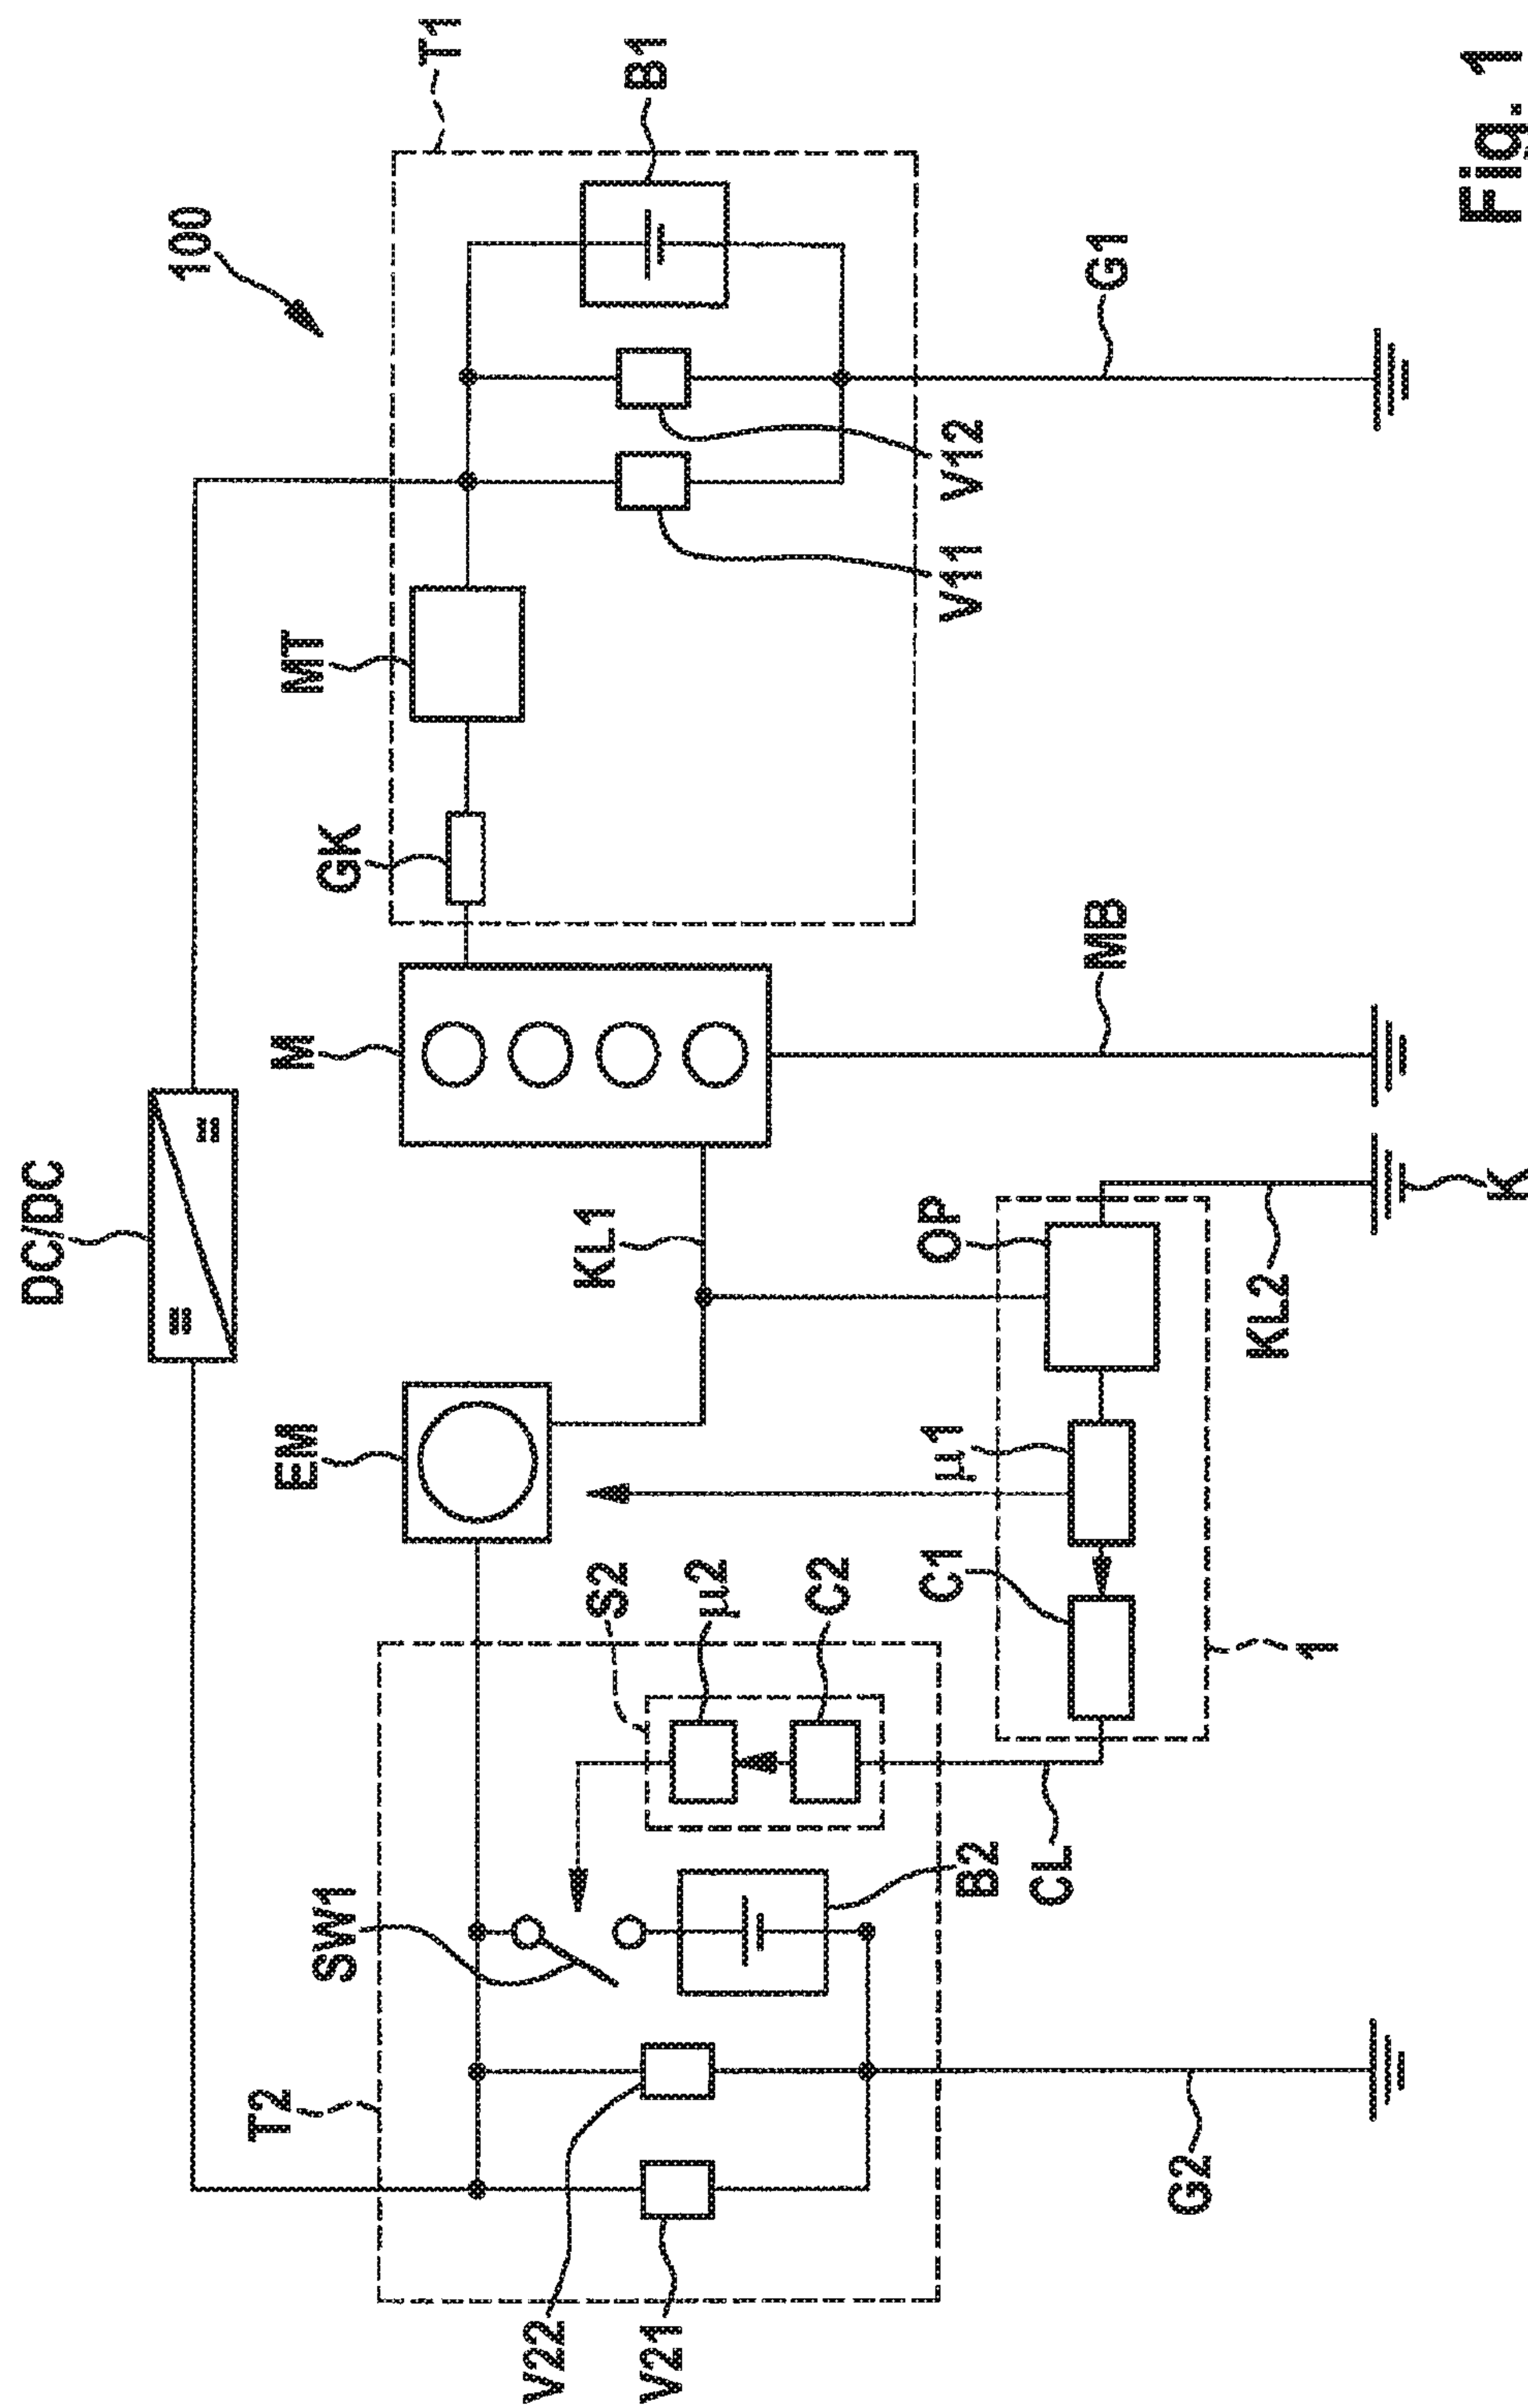 DC/DC
100
T1
B1
MT
GK
M
EM
KL1
S2
µ2
C2
SW1
T2
V22
V21
B2
CL
C1
µ1
OP
V11
V12
MB
G1
G2
KL2
1
K
Fig. 1